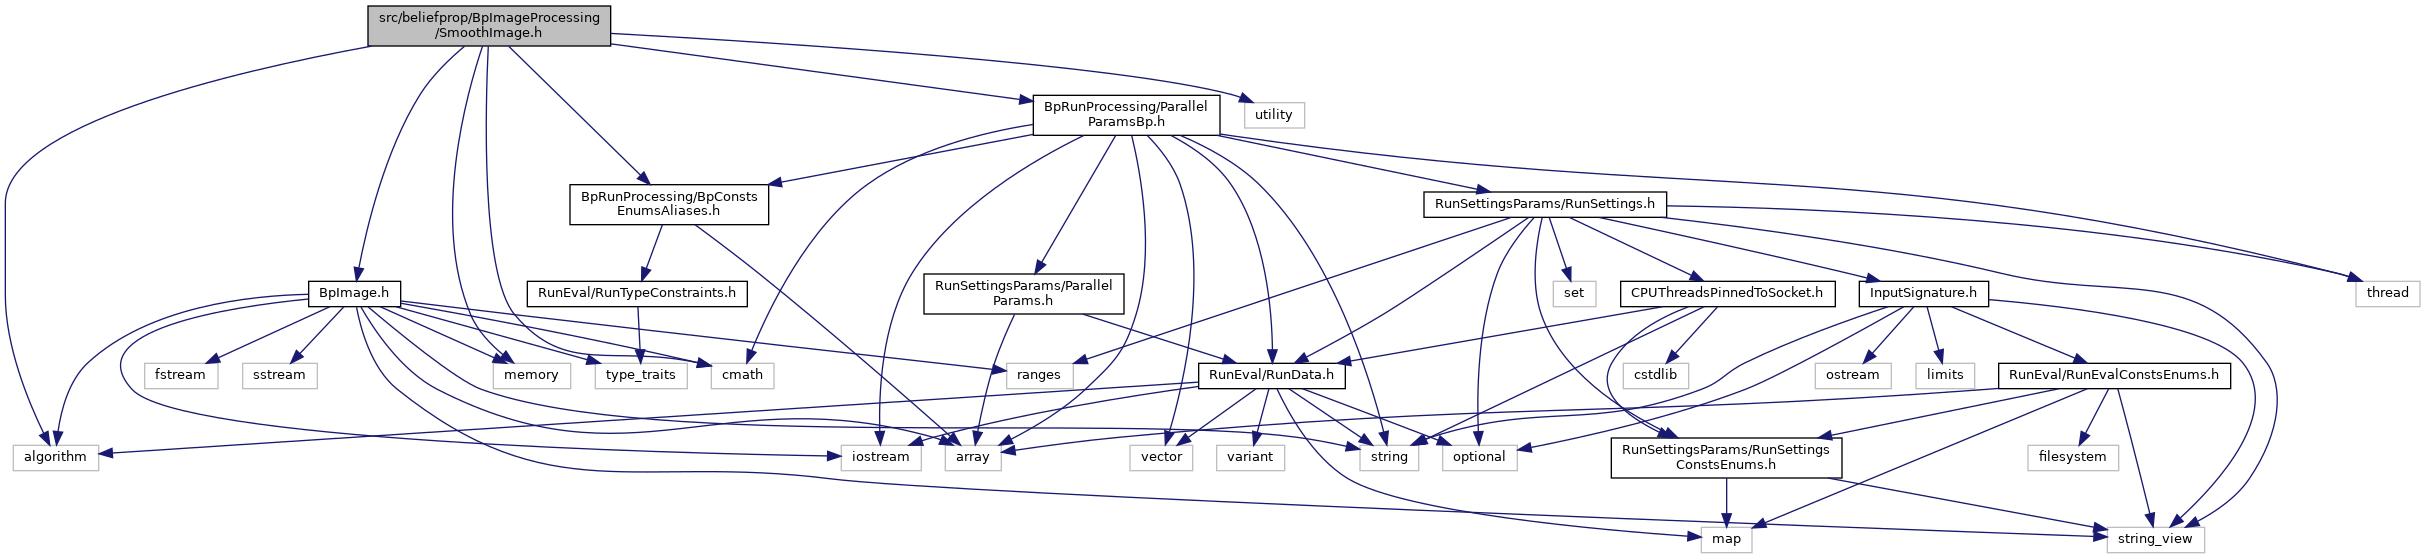 src/beliefprop/BpImageProcessing
/SmoothImage.h
BpRunProcessing/Parallel
ParamsBp.h
utility
BpRunProcessing/BpConsts
EnumsAliases.h
RunSettingsParams/RunSettings.h
BpImage.h
RunEval/RunTypeConstraints.h
RunSettingsParams/Parallel
Params.h
set
CPUThreadsPinnedToSocket.h
InputSignature.h
thread
fstream
sstream
memory
type_traits
cmath
ranges
RunEval/RunData.h
cstdlib
ostream
limits
RunEval/RunEvalConstsEnums.h
algorithm
iostream
array
vector
variant
string
optional
RunSettingsParams/RunSettings
ConstsEnums.h
filesystem
map
string_view